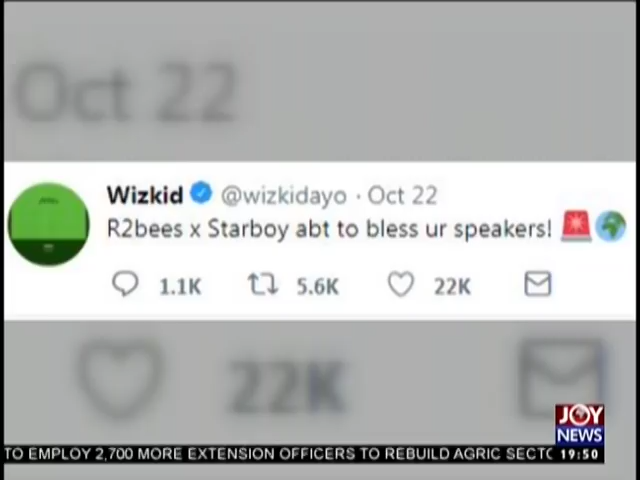 Oct 22
Wizkid @wizkidayo · Oct 22
R2bees x Starboy abt to bless ur speakers! 🚨🌍
1.1K 5.6K 22K
22K
JOY
NEWS
TO EMPLOY 2,700 MORE EXTENSION OFFICERS TO REBUILD AGRIC SECTO 19:50